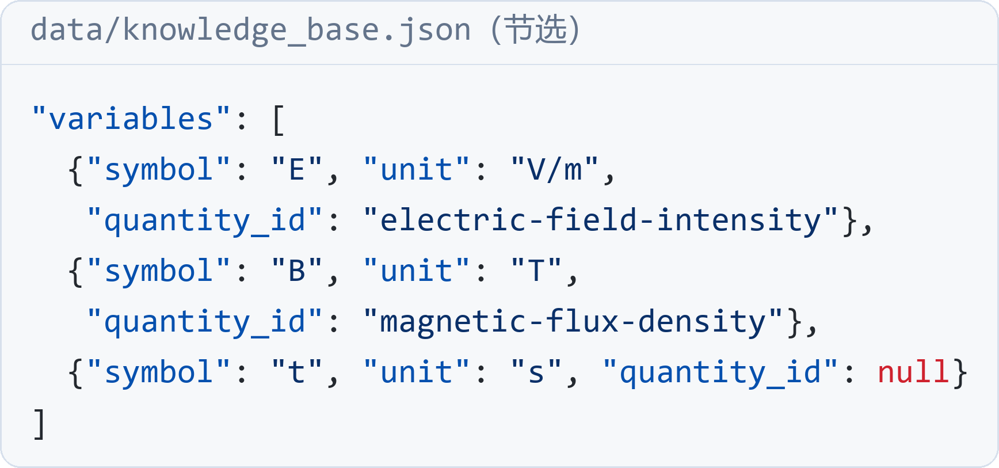 data/knowledge_base.json（节选）
"variables": [
  {"symbol": "E", "unit": "V/m",
   "quantity_id": "electric-field-intensity"},
  {"symbol": "B", "unit": "T",
   "quantity_id": "magnetic-flux-density"},
  {"symbol": "t", "unit": "s", "quantity_id": null}
]